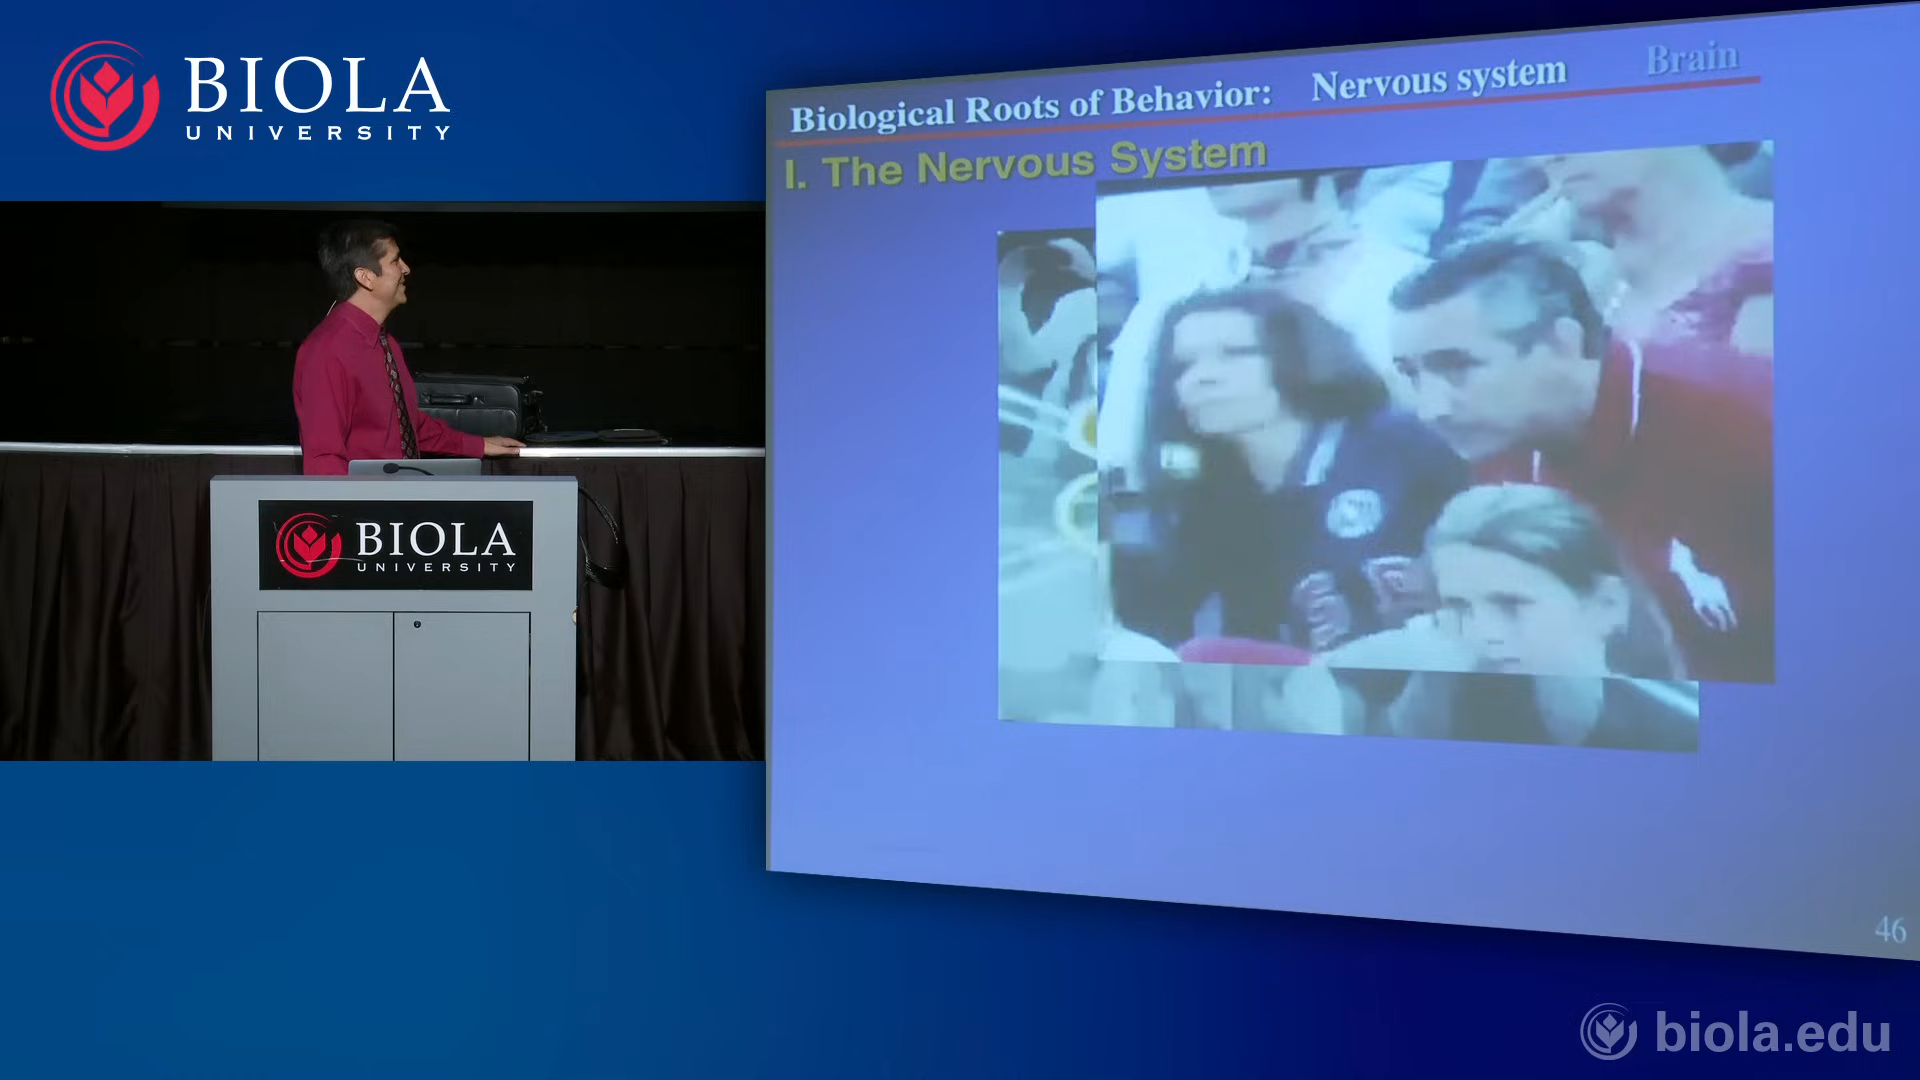 BIOLA
UNIVERSITY
Biological Roots of Behavior: Nervous system Brain
I. The Nervous System
BIOLA
UNIVERSITY
46
biola.edu